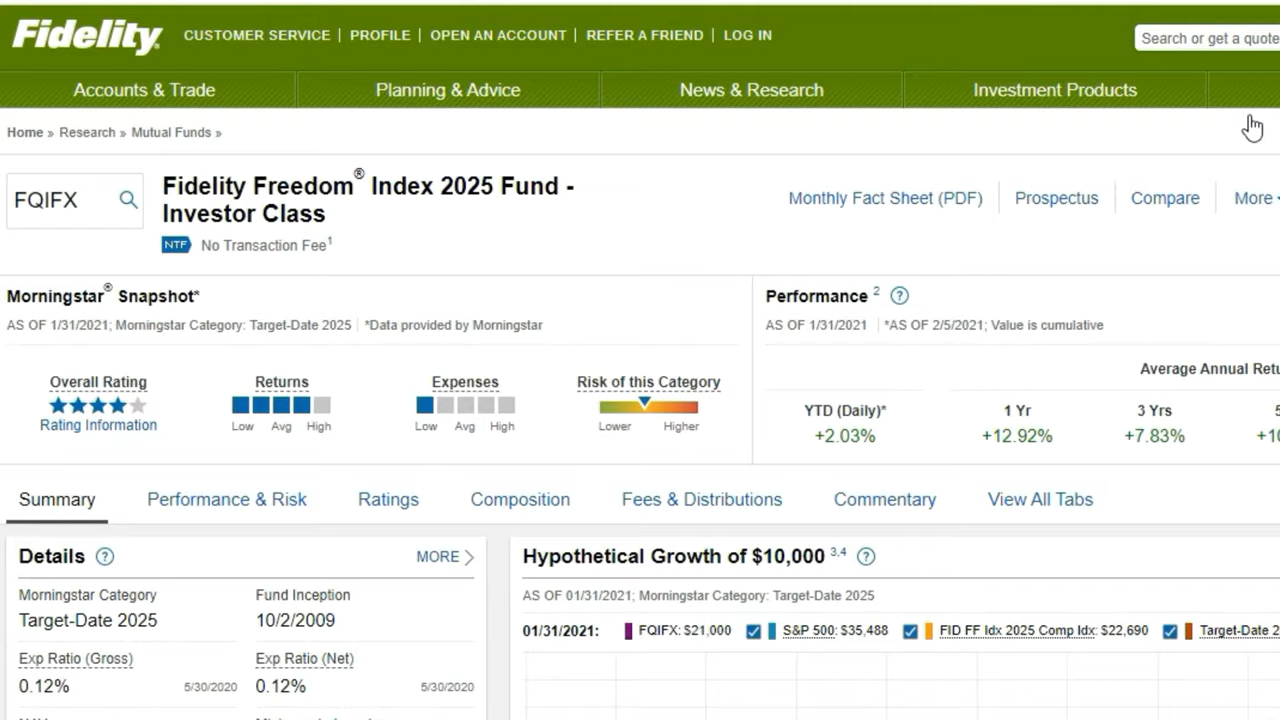 Fidelity
CUSTOMER SERVICE | PROFILE | OPEN AN ACCOUNT | REFER A FRIEND | LOG IN
Search or get a quote
Accounts & Trade
Planning & Advice
News & Research
Investment Products
Home » Research » Mutual Funds »
FQIFX
Fidelity Freedom® Index 2025 Fund -
Investor Class
NTF No Transaction Fee1
Monthly Fact Sheet (PDF)
Prospectus
Compare
More
Morningstar® Snapshot*
AS OF 1/31/2021; Morningstar Category: Target-Date 2025 | *Data provided by Morningstar
Overall Rating
Rating Information
Returns
Low Avg High
Expenses
Low Avg High
Risk of this Category
Lower Higher
Performance 2 ?
AS OF 1/31/2021 | *AS OF 2/5/2021; Value is cumulative
Average Annual Retu
YTD (Daily)* 1 Yr 3 Yrs 5
+2.03% +12.92% +7.83% +10
Summary
Performance & Risk
Ratings
Composition
Fees & Distributions
Commentary
View All Tabs
Details ? MORE
Morningstar Category
Target-Date 2025
Fund Inception
10/2/2009
Exp Ratio (Gross)
0.12% 5/30/2020
Exp Ratio (Net)
0.12% 5/30/2020
Hypothetical Growth of $10,000 3,4 ?
AS OF 01/31/2021; Morningstar Category: Target-Date 2025
01/31/2021: FQIFX: $21,000 S&P 500: $35,488 FID FF Idx 2025 Comp Idx: $22,690 Target-Date 2